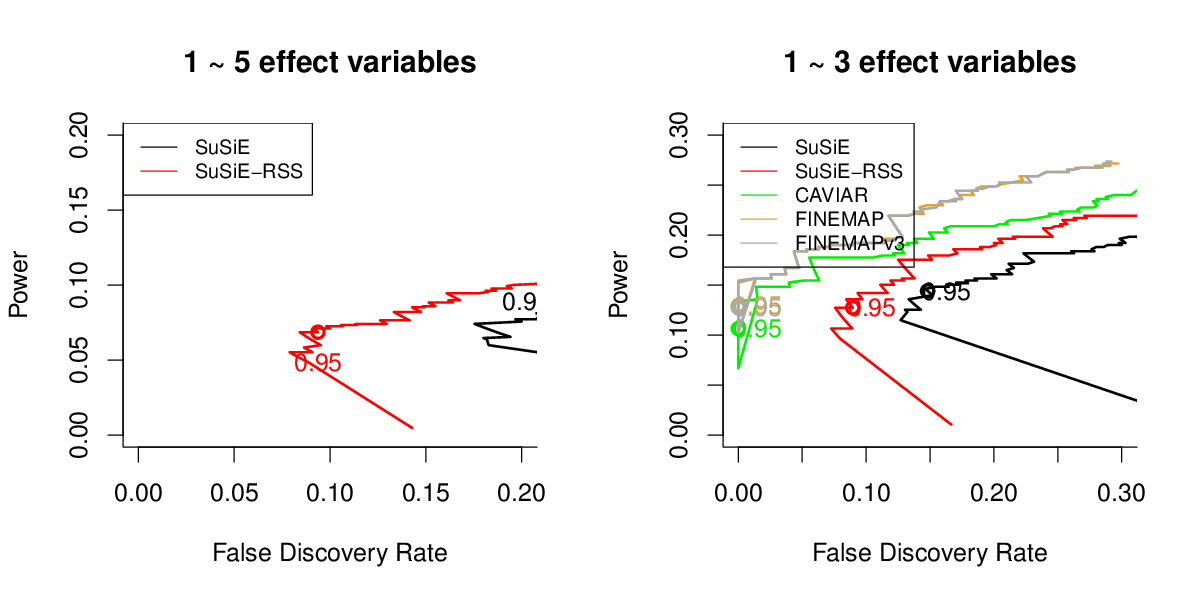 1 ~ 5 effect variables
Power
0.00 0.05 0.10 0.15 0.20
SuSiE
SuSiE−RSS
0.9
0.95
0.00 0.05 0.10 0.15 0.20
False Discovery Rate
1 ~ 3 effect variables
Power
0.00 0.10 0.20 0.30
SuSiE
SuSiE−RSS
CAVIAR
FINEMAP
FINEMAPv3
0.95
0.95
0.95
0.95
0.00 0.10 0.20 0.30
False Discovery Rate